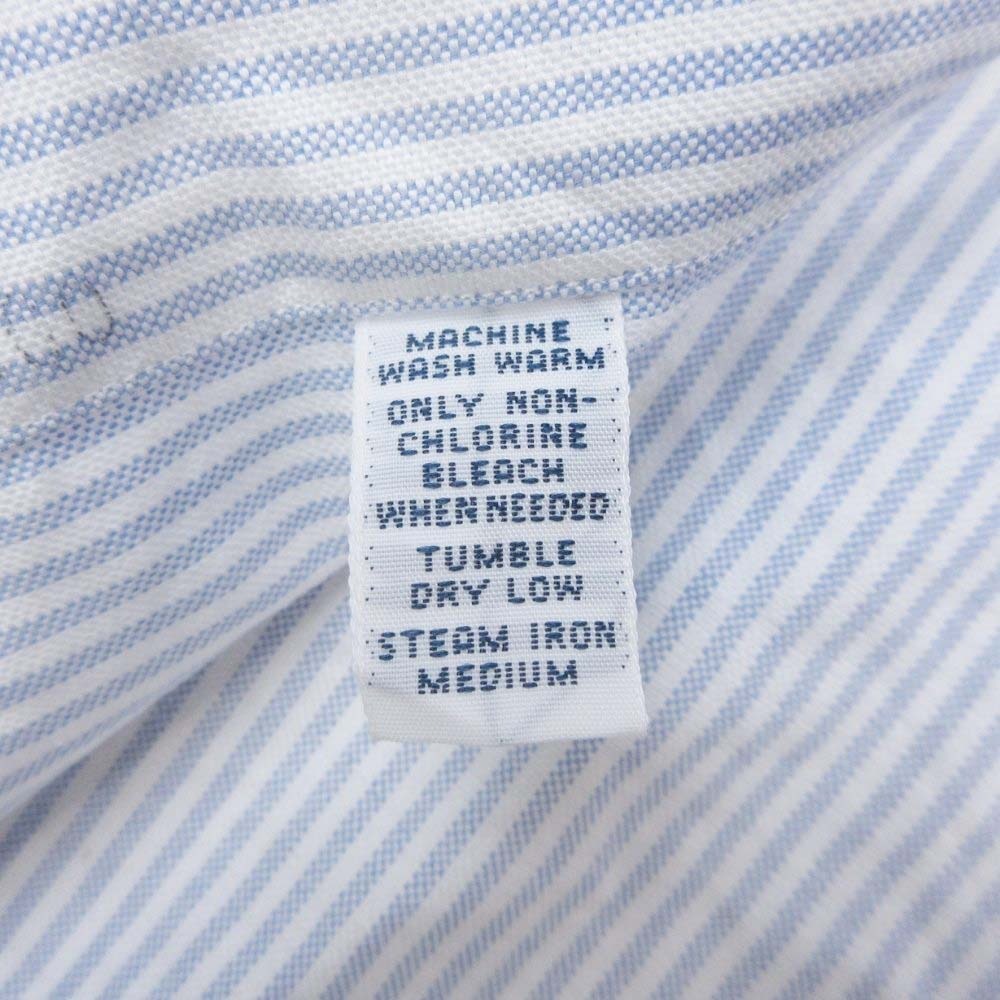 MACHINE
WASH WARM
ONLY NON-
CHLORINE
BLEACH
WHEN NEEDED
TUMBLE
DRY LOW
STEAM IRON
MEDIUM